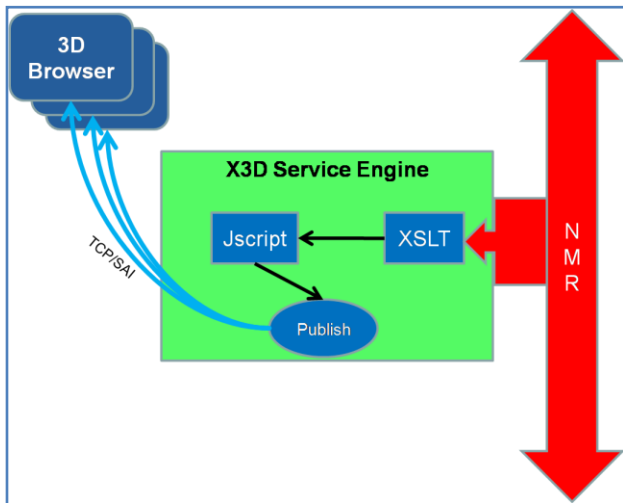 3D
Browser
X3D Service Engine
Jscript
XSLT
N
M
R
TCP/SAI
Publish